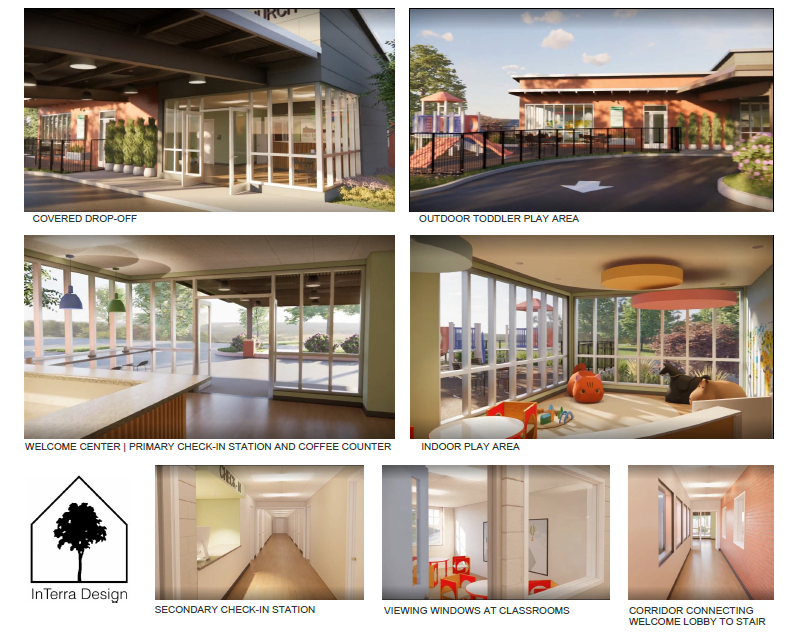 COVERED DROP-OFF
OUTDOOR TODDLER PLAY AREA
WELCOME CENTER | PRIMARY CHECK-IN STATION AND COFFEE COUNTER
INDOOR PLAY AREA
CHECK-IN
InTerra Design
SECONDARY CHECK-IN STATION
VIEWING WINDOWS AT CLASSROOMS
CORRIDOR CONNECTING
WELCOME LOBBY TO STAIR